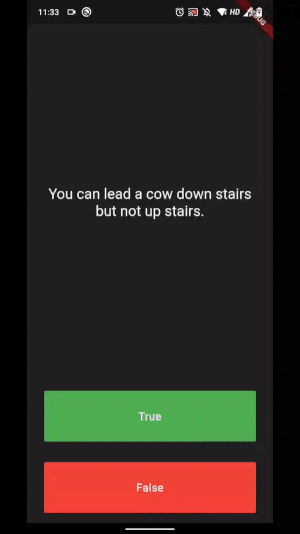 11:33 HD
DEBUG
You can lead a cow down stairs
but not up stairs.
True
False